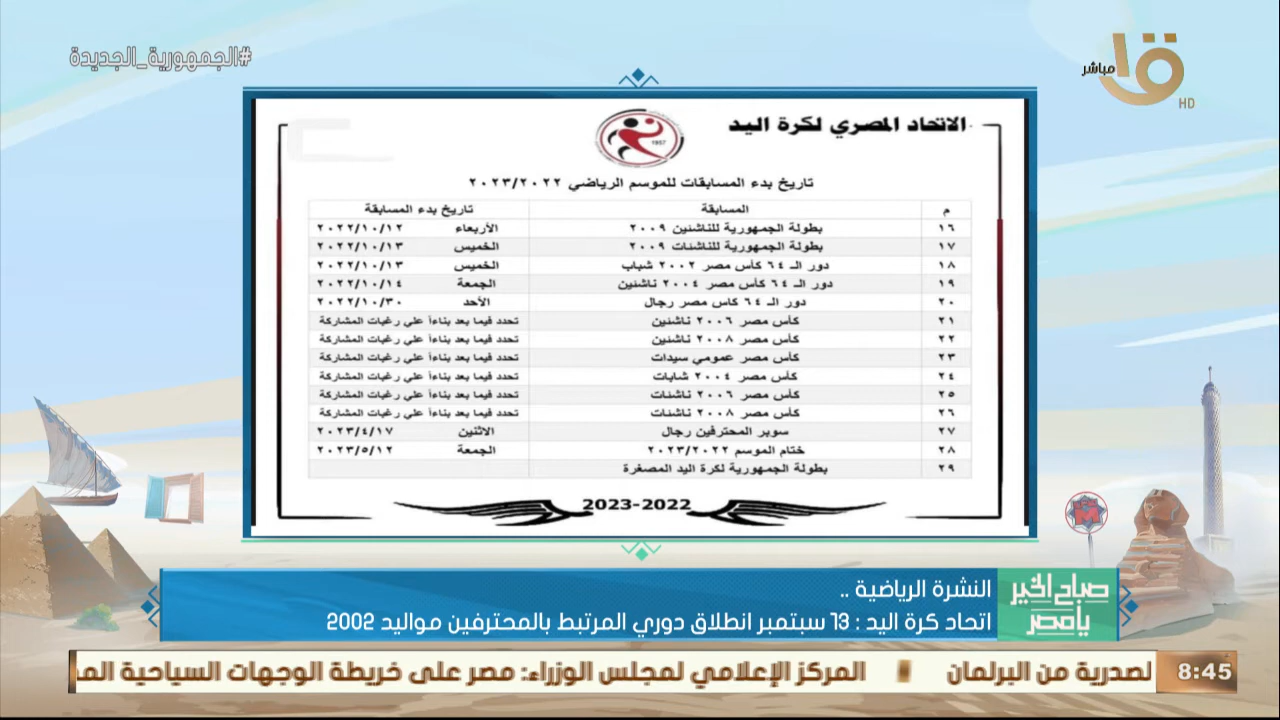 #الجمهورية_الجديدة
مباشر
HD
الاتحاد المصري لكرة اليد
1957
تاريخ بدء المسابقات للموسم الرياضي ٢٠٢٣/٢٠٢٢
م المسابقة تاريخ بدء المسابقة
١٦ بطولة الجمهورية للناشئين ٢٠٠٩ الأربعاء ٢٠٢٢/١٠/١٢
١٧ بطولة الجمهورية للناشئات ٢٠٠٩ الخميس ٢٠٢٢/١٠/١٣
١٨ دور الـ ٦٤ كأس مصر ٢٠٠٢ شباب الخميس ٢٠٢٢/١٠/١٣
١٩ دور الـ ٦٤ كأس مصر ٢٠٠٤ ناشئين الجمعة ٢٠٢٢/١٠/١٤
٢٠ دور الـ ٦٤ كاس مصر رجال الأحد ٢٠٢٢/١٠/٣٠
٢١ كأس مصر ٢٠٠٦ ناشئين تحدد فيما بعد بناءاً علي رغبات المشاركة
٢٢ كأس مصر ٢٠٠٨ ناشئين تحدد فيما بعد بناءاً علي رغبات المشاركة
٢٣ كأس مصر عمومي سيدات تحدد فيما بعد بناءاً علي رغبات المشاركة
٢٤ كأس مصر ٢٠٠٤ شابات تحدد فيما بعد بناءاً علي رغبات المشاركة
٢٥ كأس مصر ٢٠٠٦ ناشئات تحدد فيما بعد بناءاً علي رغبات المشاركة
٢٦ كأس مصر ٢٠٠٨ ناشئات تحدد فيما بعد بناءاً علي رغبات المشاركة
٢٧ سوبر المحترفين رجال الاثنين ٢٠٢٣/٤/١٧
٢٨ ختام الموسم ٢٠٢٣/٢٠٢٢ الجمعة ٢٠٢٣/٥/١٢
٢٩ بطولة الجمهورية لكرة اليد المصغرة
2023-2022
صباح الخير يا مصر
النشرة الرياضية ..
اتحاد كرة اليد : 13 سبتمبر انطلاق دوري المرتبط بالمحترفين مواليد 2002
8:45 لصدرية من البرلمان المركز الإعلامي لمجلس الوزراء: مصر على خريطة الوجهات السياحية الم